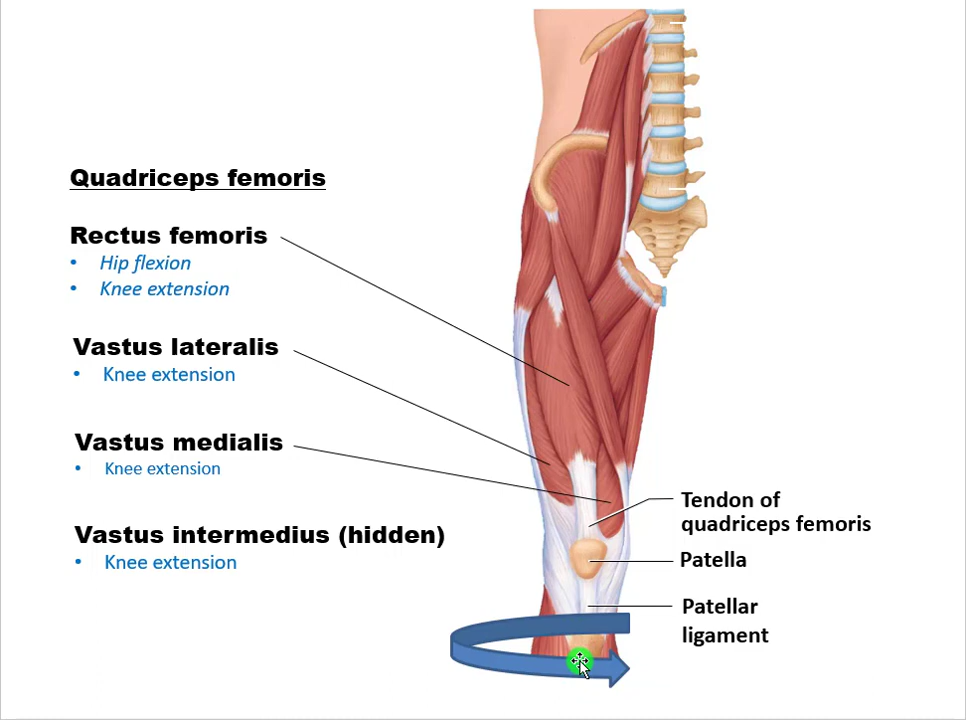 Quadriceps femoris
Rectus femoris
• Hip flexion
• Knee extension
Vastus lateralis
• Knee extension
Vastus medialis
• Knee extension
Vastus intermedius (hidden)
• Knee extension
Tendon of
quadriceps femoris
Patella
Patellar
ligament